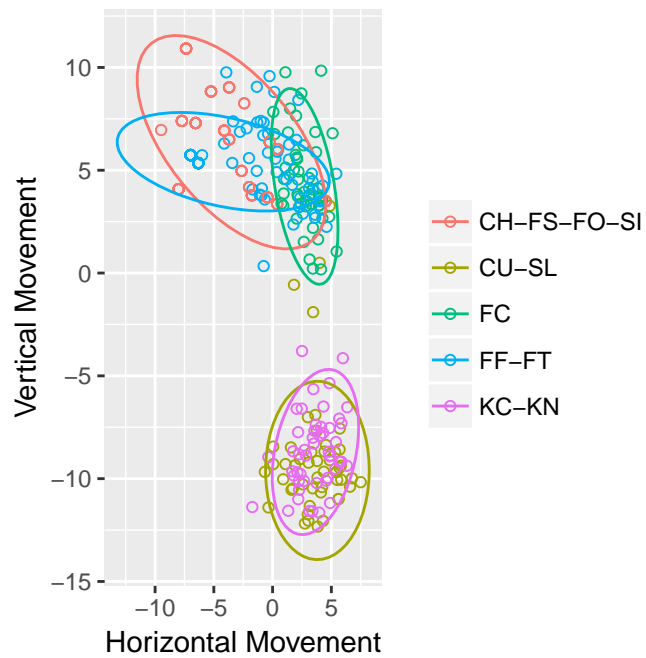 10
5
0
−5
−10
−15
−10 −5 0 5
Vertical Movement
Horizontal Movement
CH−FS−FO−SI
CU−SL
FC
FF−FT
KC−KN